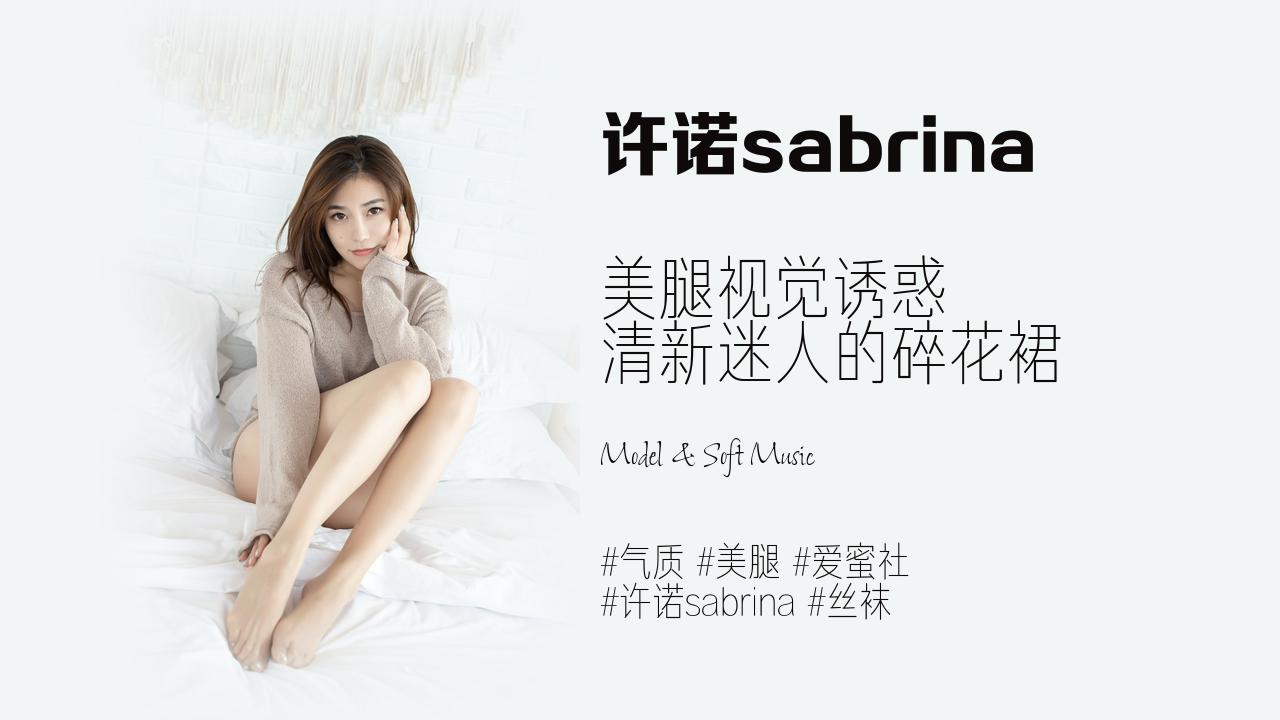 许诺sabrina
美腿视觉诱惑
清新迷人的碎花裙
Model & Soft Music
#气质 #美腿 #爱蜜社
#许诺sabrina #丝袜